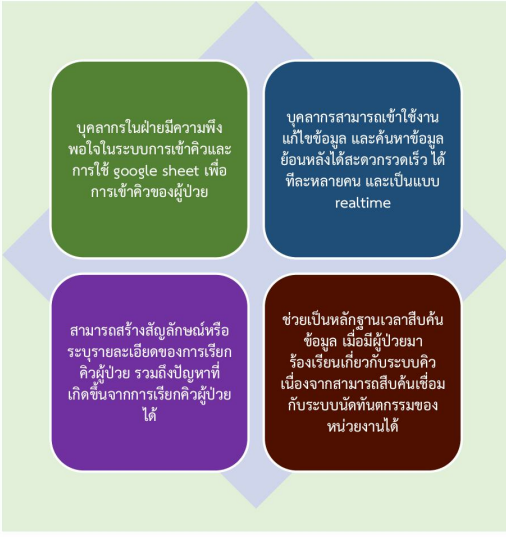 บุคลากรในฝ่ายมีความพึง
พอใจในระบบการเข้าคิวและ
การใช้ google sheet เพื่อ
การเข้าคิวของผู้ป่วย
บุคลากรสามารถเข้าใช้งาน
แก้ไขข้อมูล และค้นหาข้อมูล
ย้อนหลังได้สะดวกรวดเร็ว ได้
ทีละหลายคน และเป็นแบบ
realtime
สามารถสร้างสัญลักษณ์หรือ
ระบุรายละเอียดของการเรียก
คิวผู้ป่วย รวมถึงปัญหาที่
เกิดขึ้นจากการเรียกคิวผู้ป่วย
ได้
ช่วยเป็นหลักฐานเวลาสืบค้น
ข้อมูล เมื่อมีผู้ป่วยมา
ร้องเรียนเกี่ยวกับระบบคิว
เนื่องจากสามารถสืบค้นเชื่อม
กับระบบนัดทันตกรรมของ
หน่วยงานได้